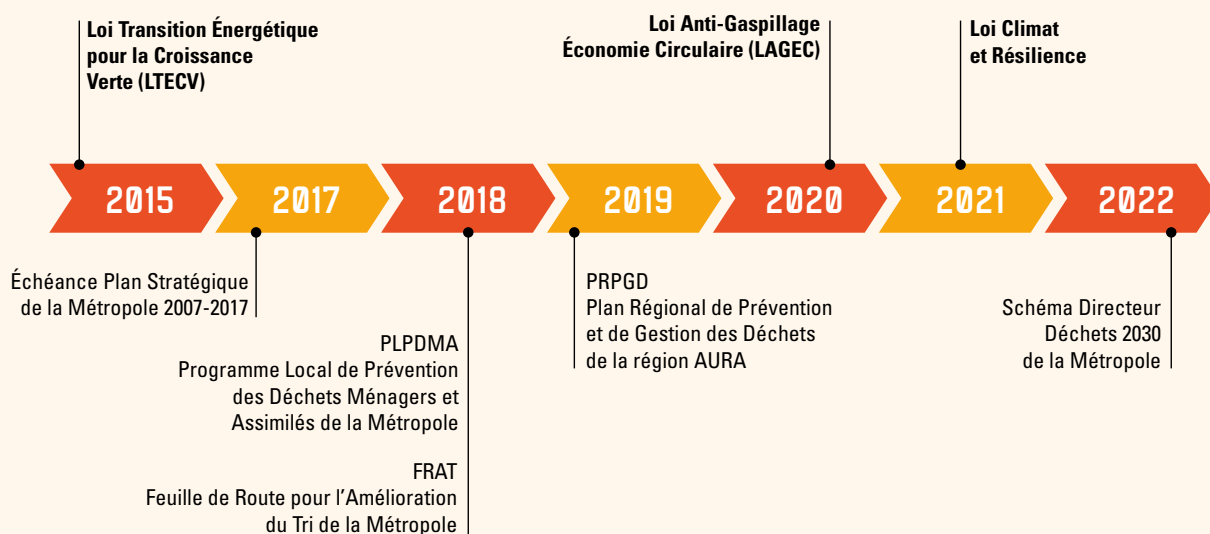 Loi Transition Énergétique
pour la Croissance
Verte (LTECV)
Loi Anti-Gaspillage
Économie Circulaire (LAGEC)
Loi Climat
et Résilience
2015
2017
2018
2019
2020
2021
2022
Échéance Plan Stratégique
de la Métropole 2007-2017
PLPDMA
Programme Local de Prévention
des Déchets Ménagers et
Assimilés de la Métropole
FRAT
Feuille de Route pour l'Amélioration
du Tri de la Métropole
PRPGD
Plan Régional de Prévention
et de Gestion des Déchets
de la région AURA
Schéma Directeur
Déchets 2030
de la Métropole